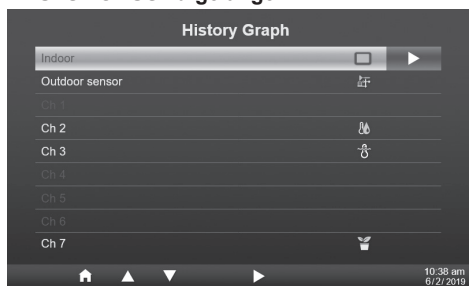 History Graph
Indoor
Outdoor sensor
Ch 1
Ch 2
Ch 3
Ch 4
Ch 5
Ch 6
Ch 7
10:38 am
6/2/2019